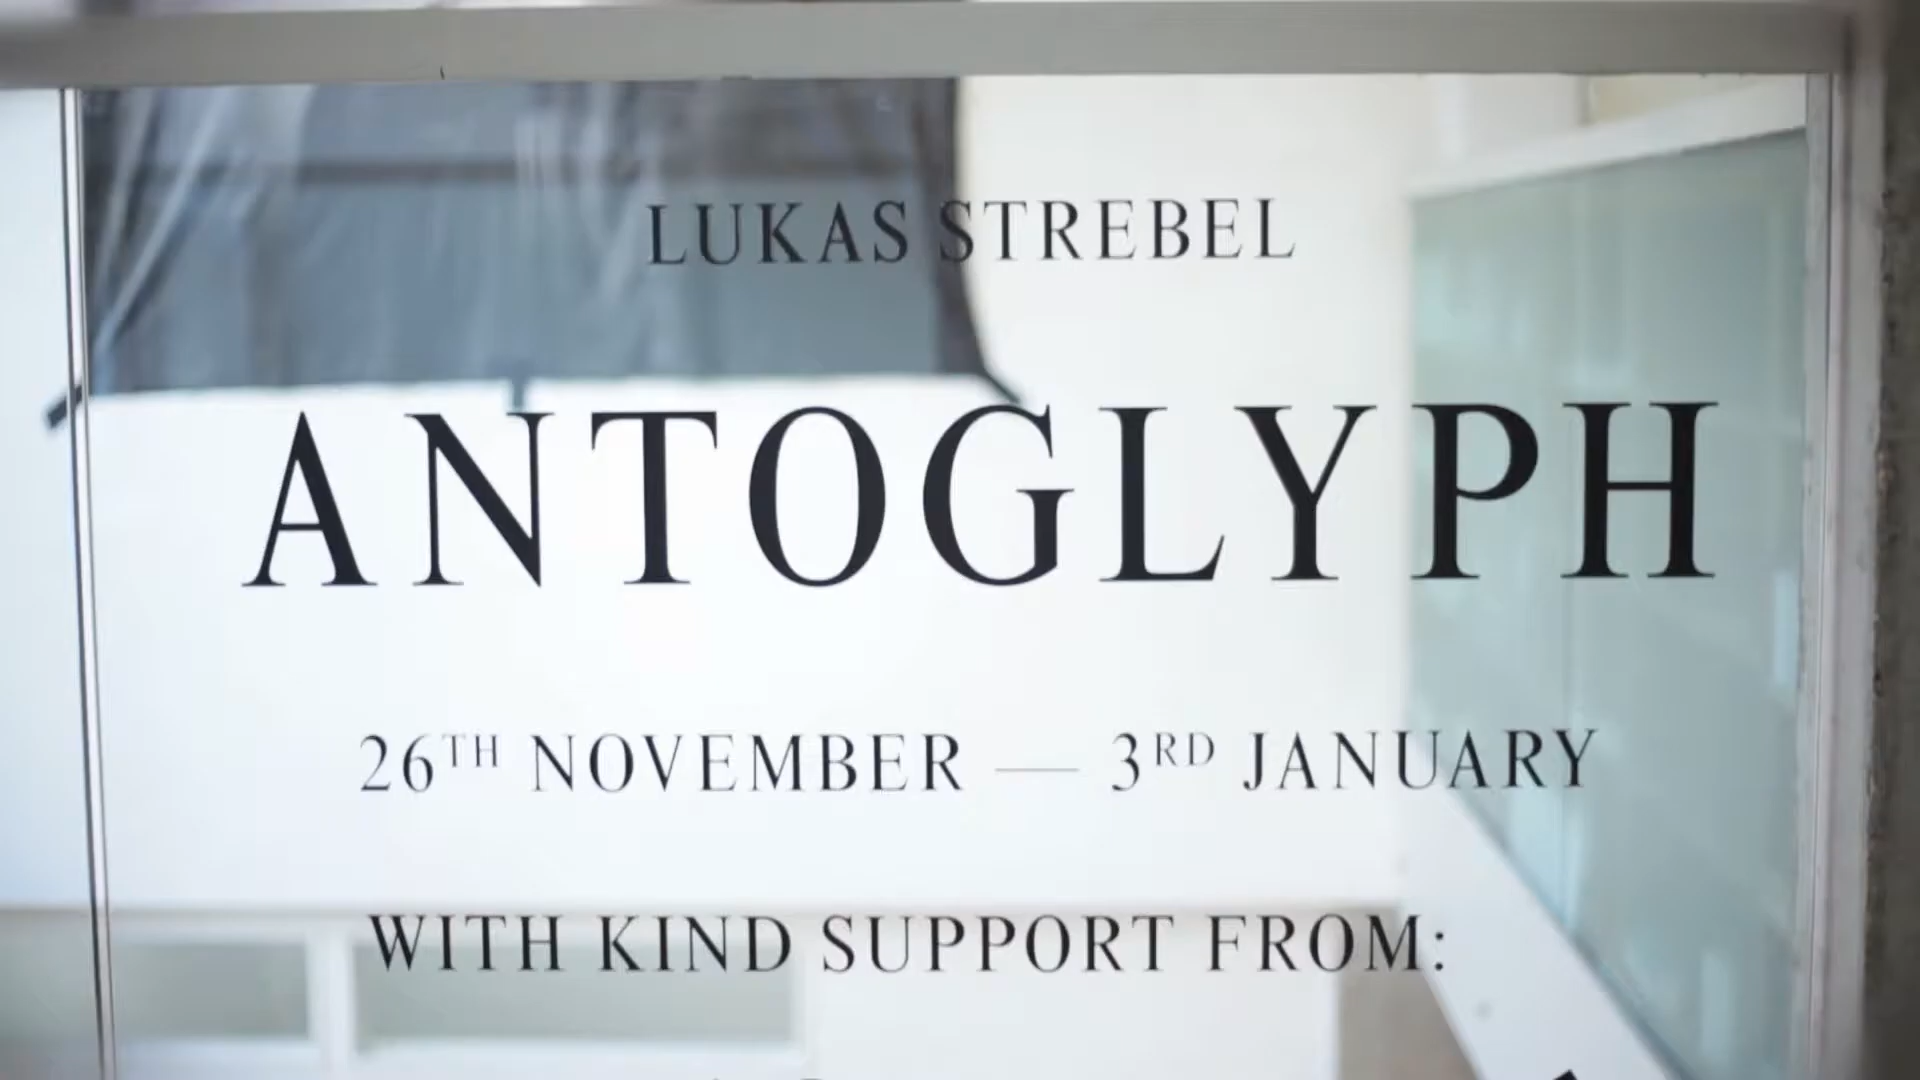 LUKAS STREBEL
ANTOGLYPH
26TH NOVEMBER — 3RD JANUARY
WITH KIND SUPPORT FROM: